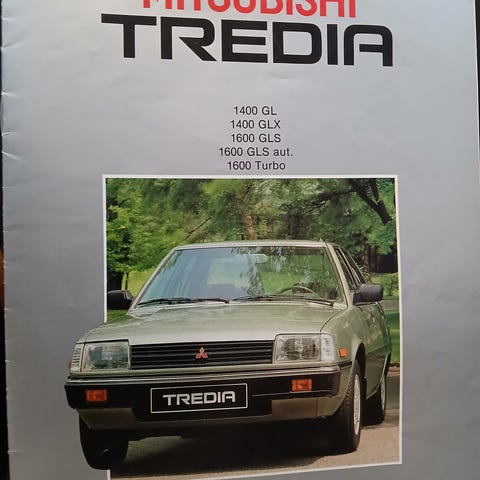 MITSUBISHI
TREDIA
1400 GL
1400 GLX
1600 GLS
1600 GLS aut.
1600 Turbo
TREDIA